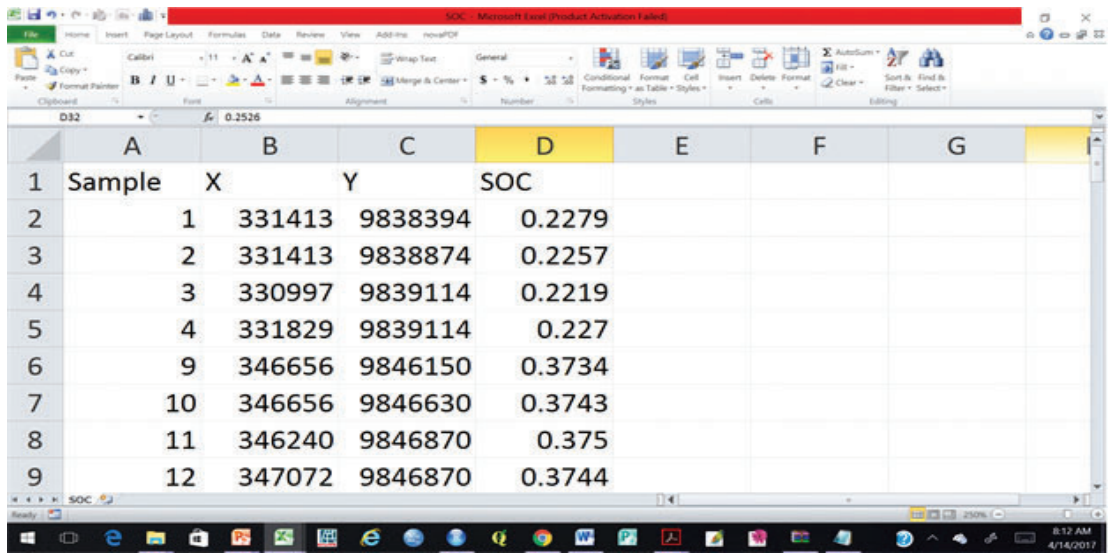 SOC - Microsoft Excel (Product Activation Failed)
File Home Insert Page Layout Formulas Data Review View Add-Ins novaPDF
Cut
Copy
Format Painter
Paste
Calibri 11
B I U
Wrap Text
Merge & Center
General
$ % ,
Conditional Formatting
Format as Table
Cell Styles
Insert Delete Format
AutoSum
Fill
Clear
Sort & Filter
Find & Select
Clipboard Font Alignment Number Styles Cells Editing
D32 fx 0.2526
A B C D E F G
1 Sample X Y SOC
2 1 331413 9838394 0.2279
3 2 331413 9838874 0.2257
4 3 330997 9839114 0.2219
5 4 331829 9839114 0.227
6 9 346656 9846150 0.3734
7 10 346656 9846630 0.3743
8 11 346240 9846870 0.375
9 12 347072 9846870 0.3744
SOC
Ready 250%
8:12 AM
4/14/2017